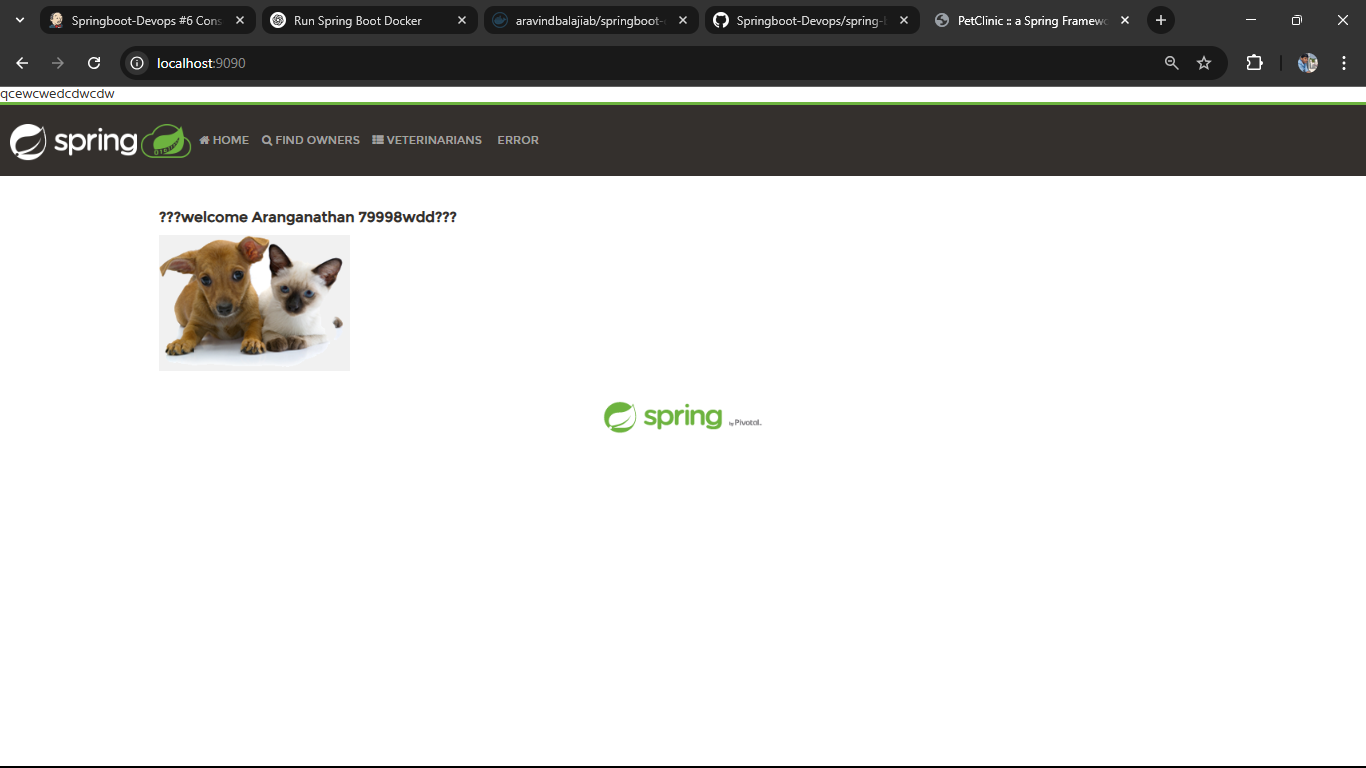 Springboot-Devops #6 Cons
Run Spring Boot Docker
aravindbalajiab/springboot-
Springboot-Devops/spring-
PetClinic :: a Spring Framew
localhost:9090
qcewcwedcdwcdw
spring HOME FIND OWNERS VETERINARIANS ERROR
???welcome Aranganathan 79998wdd???
spring by Pivotal.